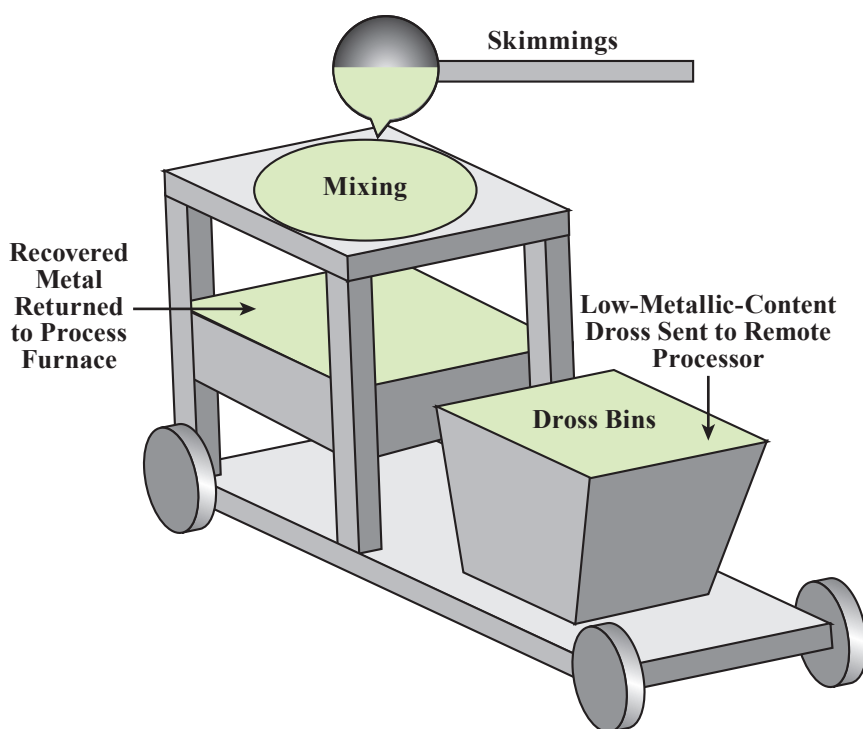 Skimmings
Mixing
Recovered
Metal
Returned
to Process
Furnace
Low-Metallic-Content
Dross Sent to Remote
Processor
Dross Bins